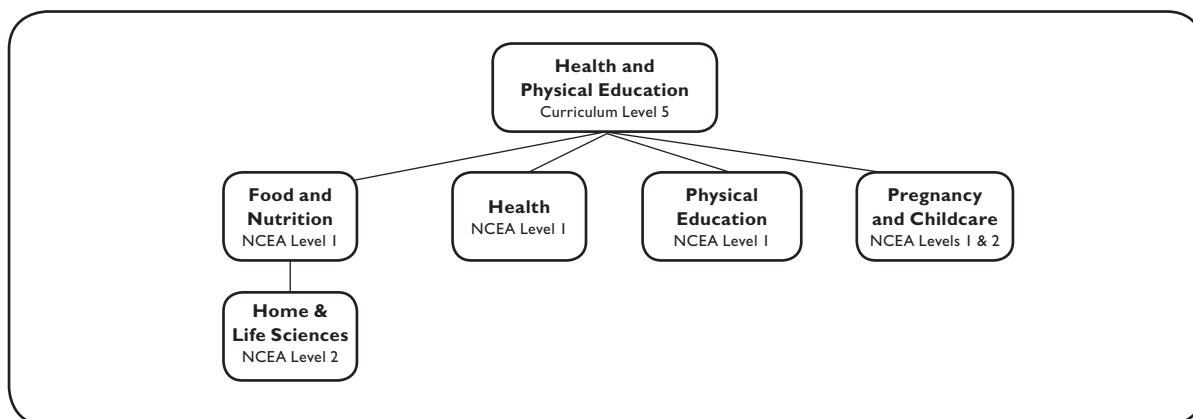 Health and
Physical Education
Curriculum Level 5
Food and
Nutrition
NCEA Level 1
Health
NCEA Level 1
Physical
Education
NCEA Level 1
Pregnancy
and Childcare
NCEA Levels 1 & 2
Home &
Life Sciences
NCEA Level 2